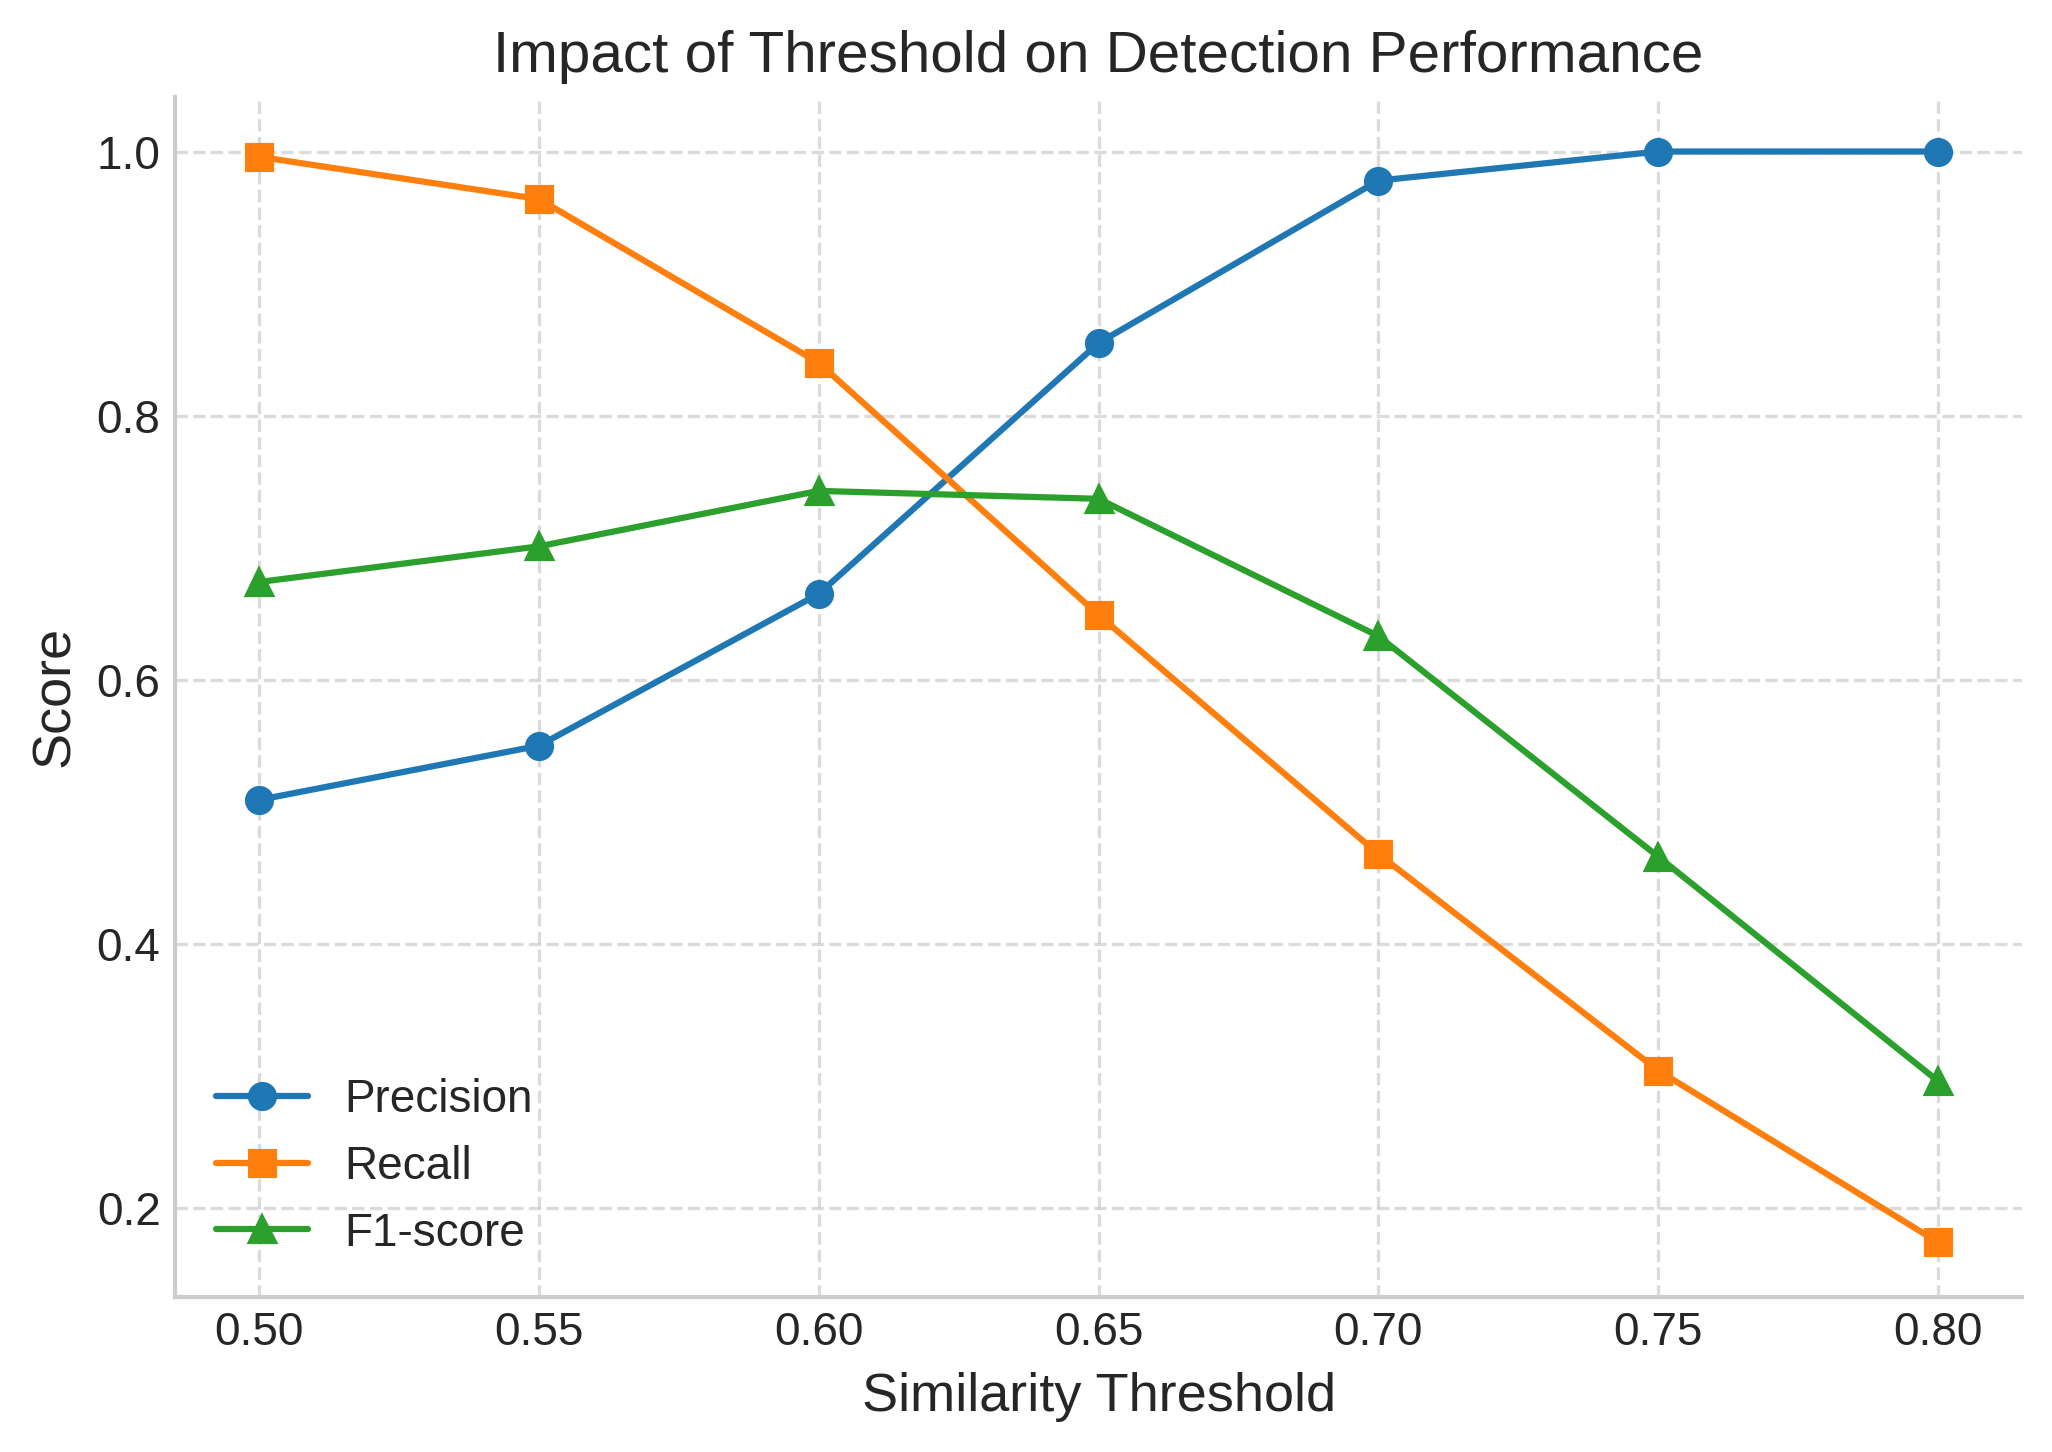 Impact of Threshold on Detection Performance
1.0
0.8
0.6
0.4
0.2
Score
Precision
Recall
F1-score
0.50 0.55 0.60 0.65 0.70 0.75 0.80
Similarity Threshold